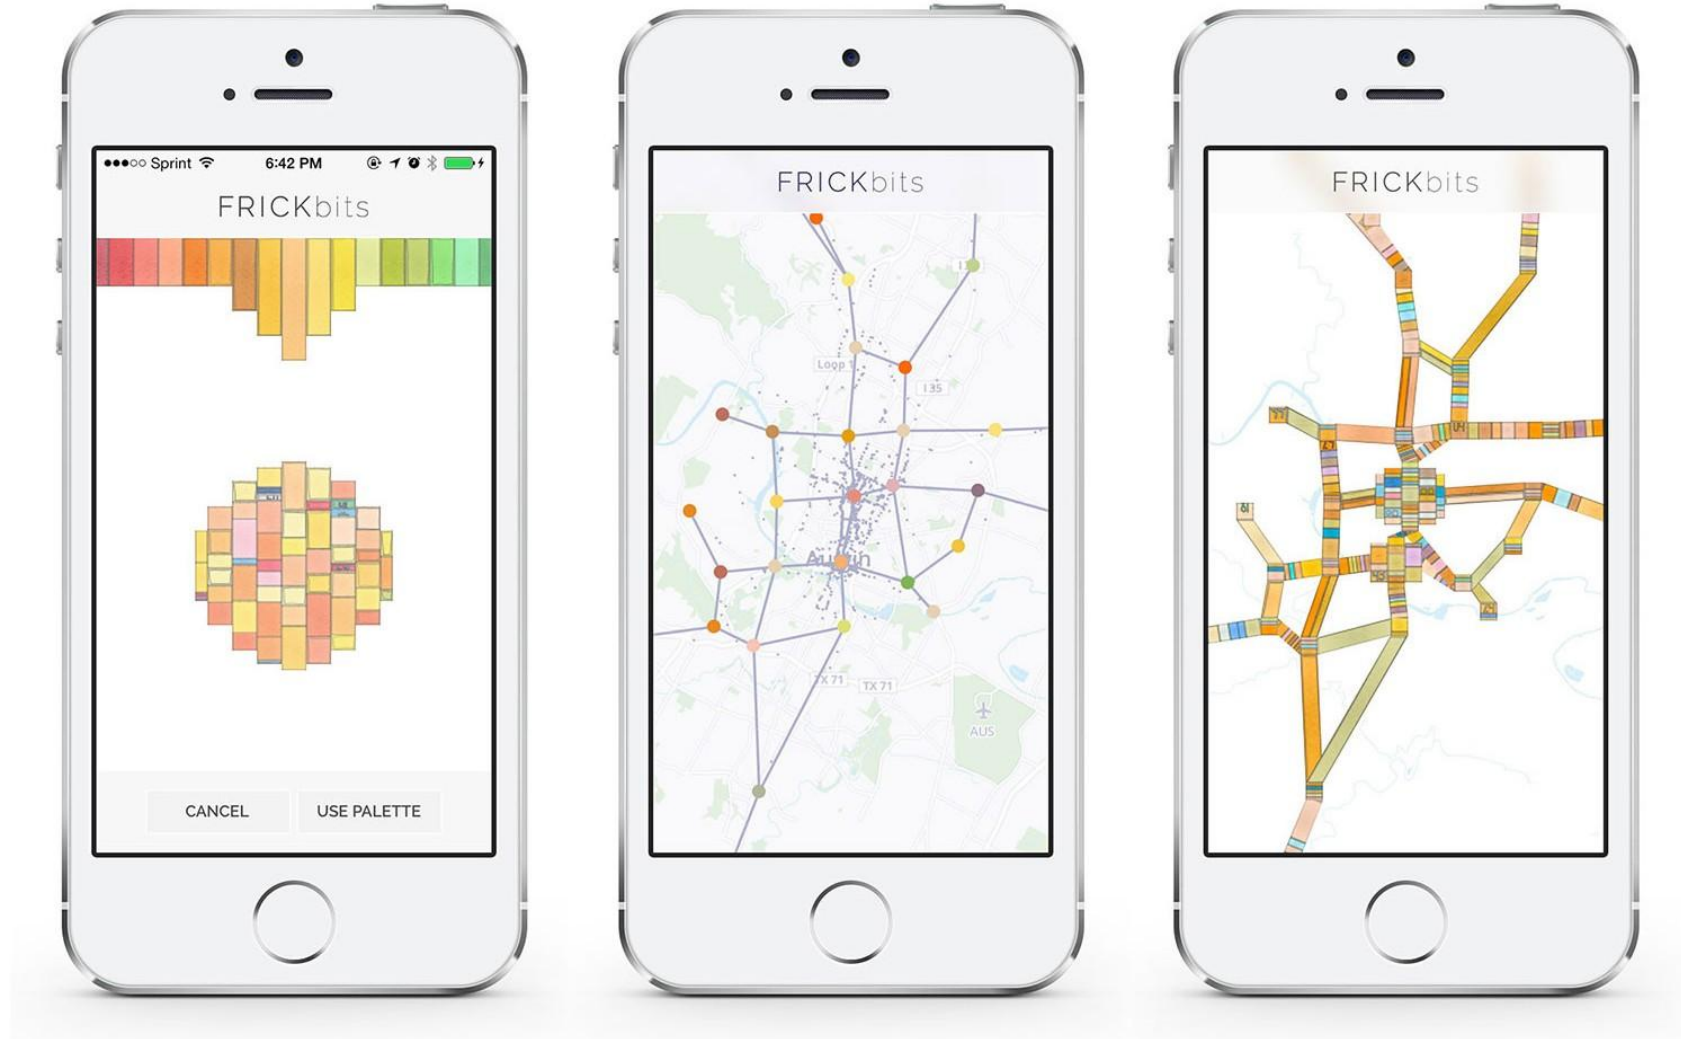 Sprint 6:42 PM
FRICKbits
CANCEL
USE PALETTE
FRICKbits
Loop 1
I 35
Austin
TX 71
TX 71
AUS
FRICKbits